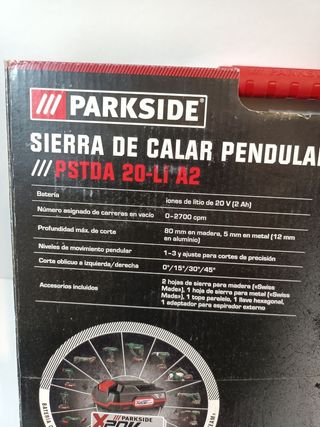 /// PARKSIDE®
SIERRA DE CALAR PENDULA
/// PSTDA 20-Li A2
Batería iones de litio de 20 V (2 Ah)
Número asignado de carreras en vacío 0-2700 cpm
Profundidad máx. de corte 80 mm en madera, 5 mm en metal (12 mm
en aluminio)
Niveles de movimiento pendular 1-3 y ajuste para cortes de precisión
Corte oblicuo a izquierda/derecha 0°/15°/30°/45°
Accesorios incluidos 2 hojas de sierra para madera («Swiss
Made»), 1 hoja de sierra para metal («Swiss
Made»), 1 tope paralelo, 1 llave hexagonal,
1 adaptador para aspirador externo
/// PARKSIDE
X20V